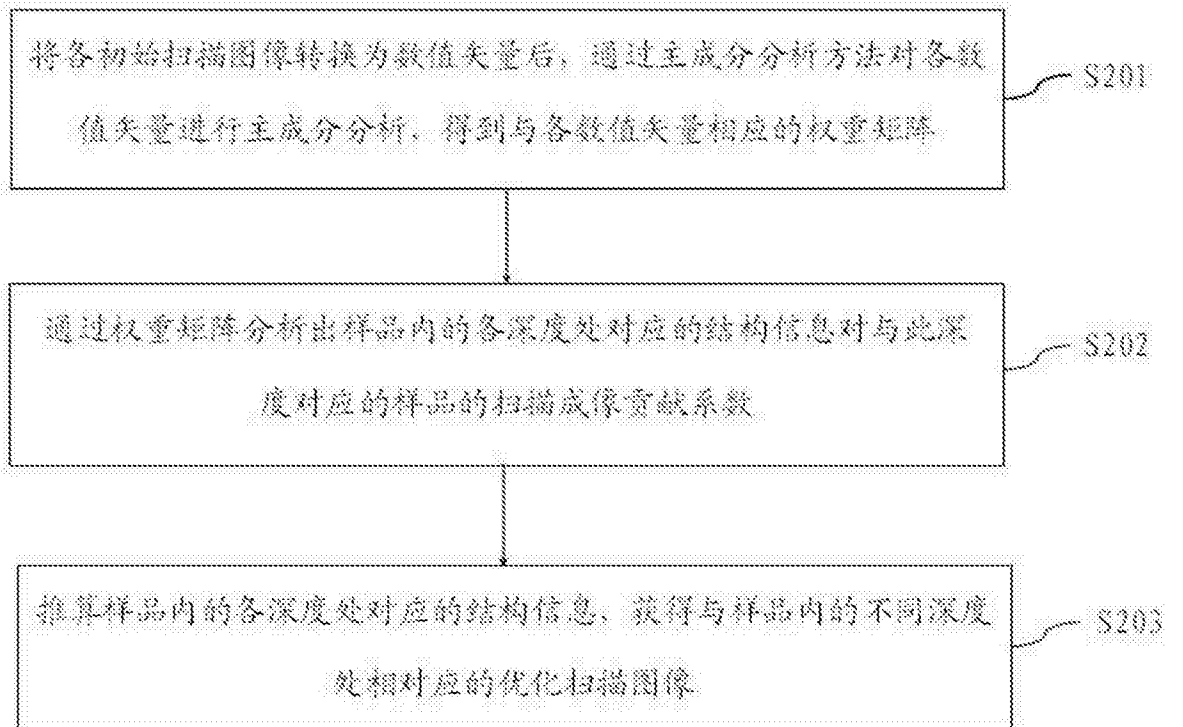 将各初始扫描图像转换为数值矢量后，通过主成分分析方法对各数
值矢量进行主成分分析，得到与各数值矢量相应的权重矩阵
S201
通过权重矩阵分析出样品内的各深度处对应的结构信息对与此深
度对应的样品的扫描成像贡献系数
S202
推算样品内的各深度处对应的结构信息，获得与样品内的不同深度
处相对应的优化扫描图像
S203